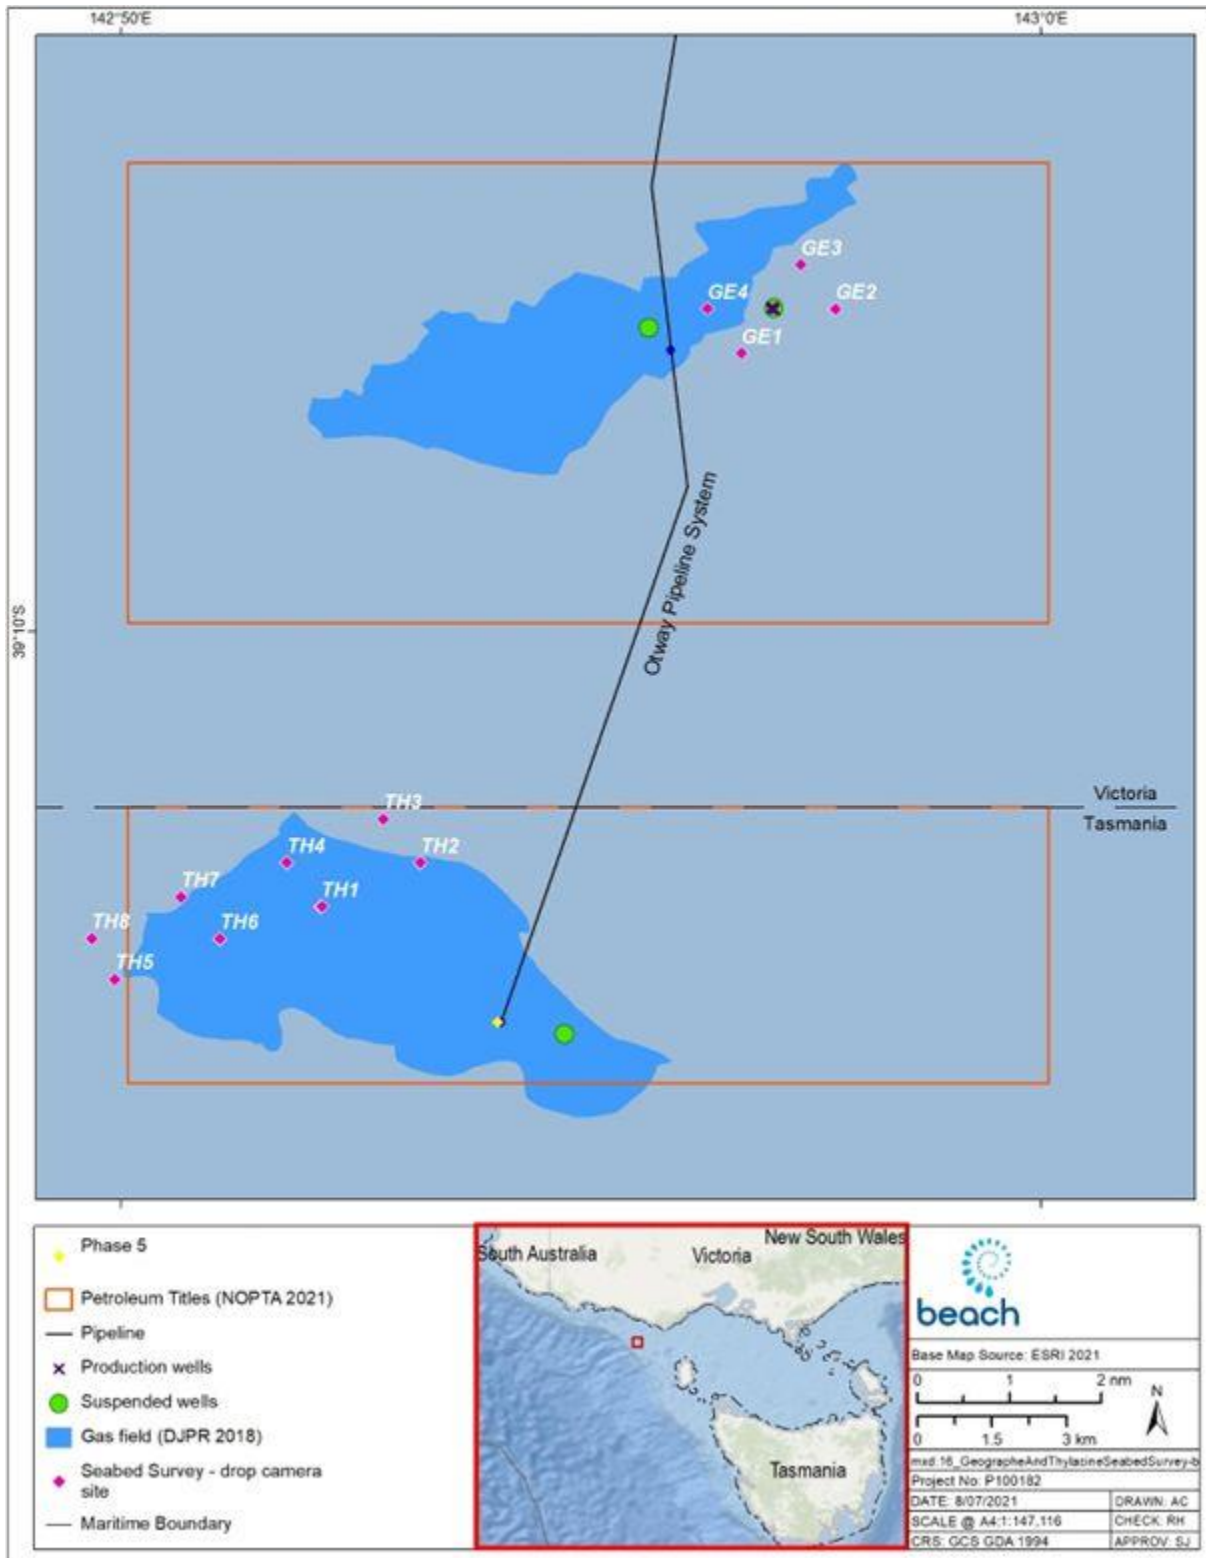 142°50'E
143°0'E
GE3
GE4
GE2
GE1
Otway Pipeline System
39°10'S
Victoria
Tasmania
TH3
TH4
TH2
TH7
TH1
TH8
TH6
TH5
Phase 5
Petroleum Titles (NOPTA 2021)
Pipeline
Production wells
Suspended wells
Gas field (DJPR 2018)
Seabed Survey - drop camera
site
Maritime Boundary
New South Wales
South Australia
Victoria
Tasmania
beach
Base Map Source: ESRI 2021
0 1 2 nm
N
0 1.5 3 km
mxd.16_GeographeAndThylacineSeabedSurvey-b
Project No: P100182
DATE: 8/07/2021
DRAWN: AC
SCALE @ A4:1:147,116
CHECK: RH
CRS: GCS GDA 1994
APPROV: SJ